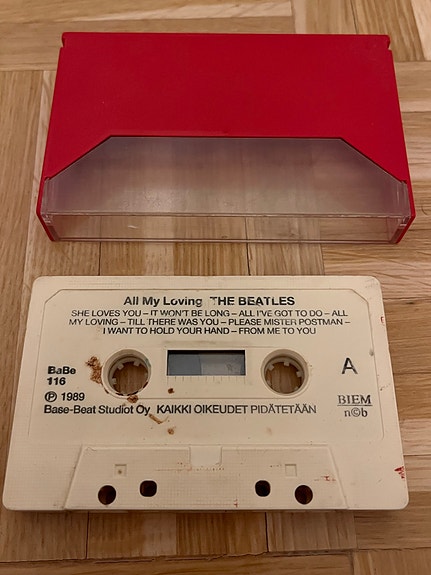 All My Loving THE BEATLES
SHE LOVES YOU – IT WON'T BE LONG – ALL I'VE GOT TO DO – ALL
MY LOVING – TILL THERE WAS YOU – PLEASE MISTER POSTMAN –
I WANT TO HOLD YOUR HAND – FROM ME TO YOU
BaBe
116
A
℗ 1989
Base-Beat Studiot Oy KAIKKI OIKEUDET PIDÄTETÄÄN
BIEM
n©b